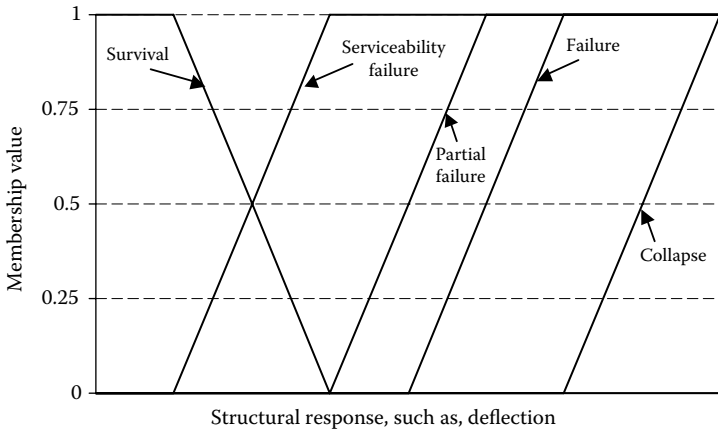 1
Survival
Serviceability
failure
Failure
0.75
Partial
failure
0.5
Collapse
0.25
0
Membership value
Structural response, such as, deflection